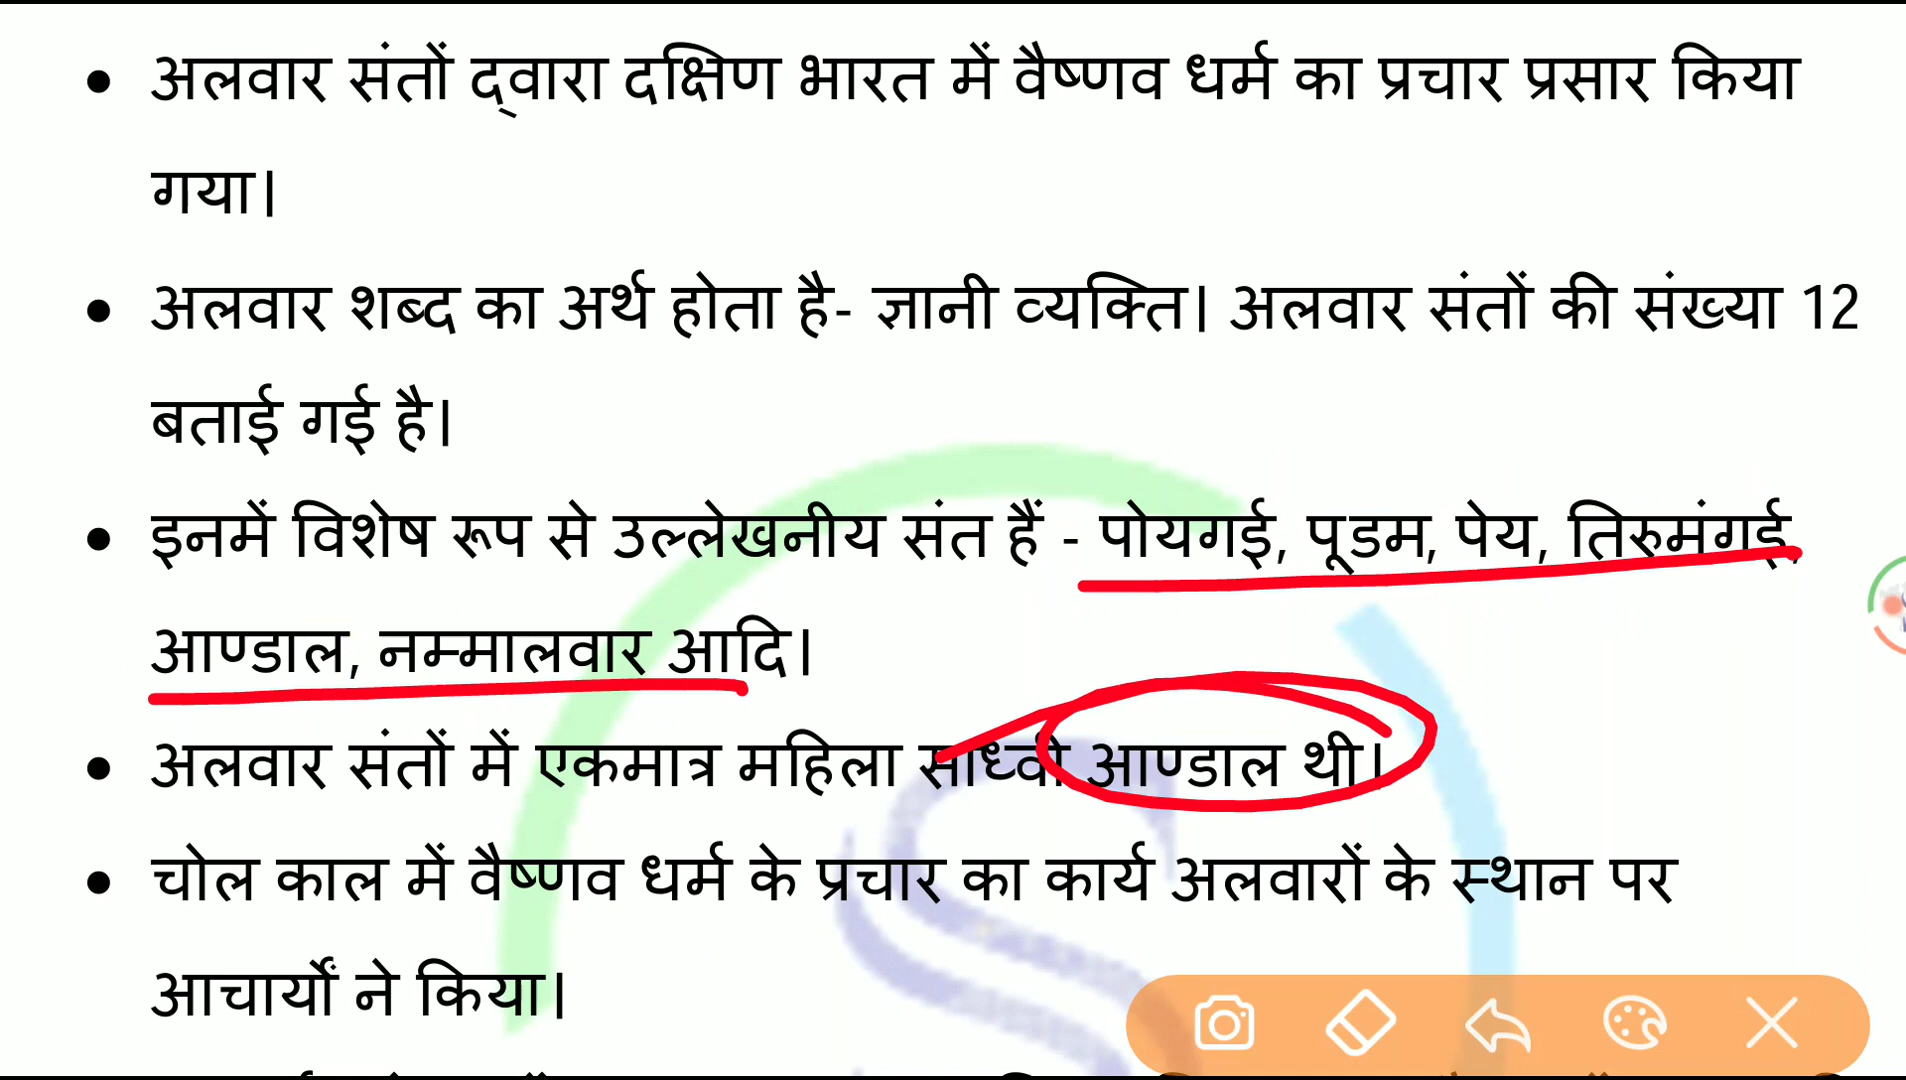 • अलवार संतों द्वारा दक्षिण भारत में वैष्णव धर्म का प्रचार प्रसार किया
गया।
• अलवार शब्द का अर्थ होता है- ज्ञानी व्यक्ति। अलवार संतों की संख्या 12
बताई गई है।
• इनमें विशेष रूप से उल्लेखनीय संत हैं - पोयगई, पूडम, पेय, तिरुमंगई,
आण्डाल, नम्मालवार आदि।
• अलवार संतों में एकमात्र महिला साध्वी आण्डाल थी।
• चोल काल में वैष्णव धर्म के प्रचार का कार्य अलवारों के स्थान पर
आचार्यों ने किया।